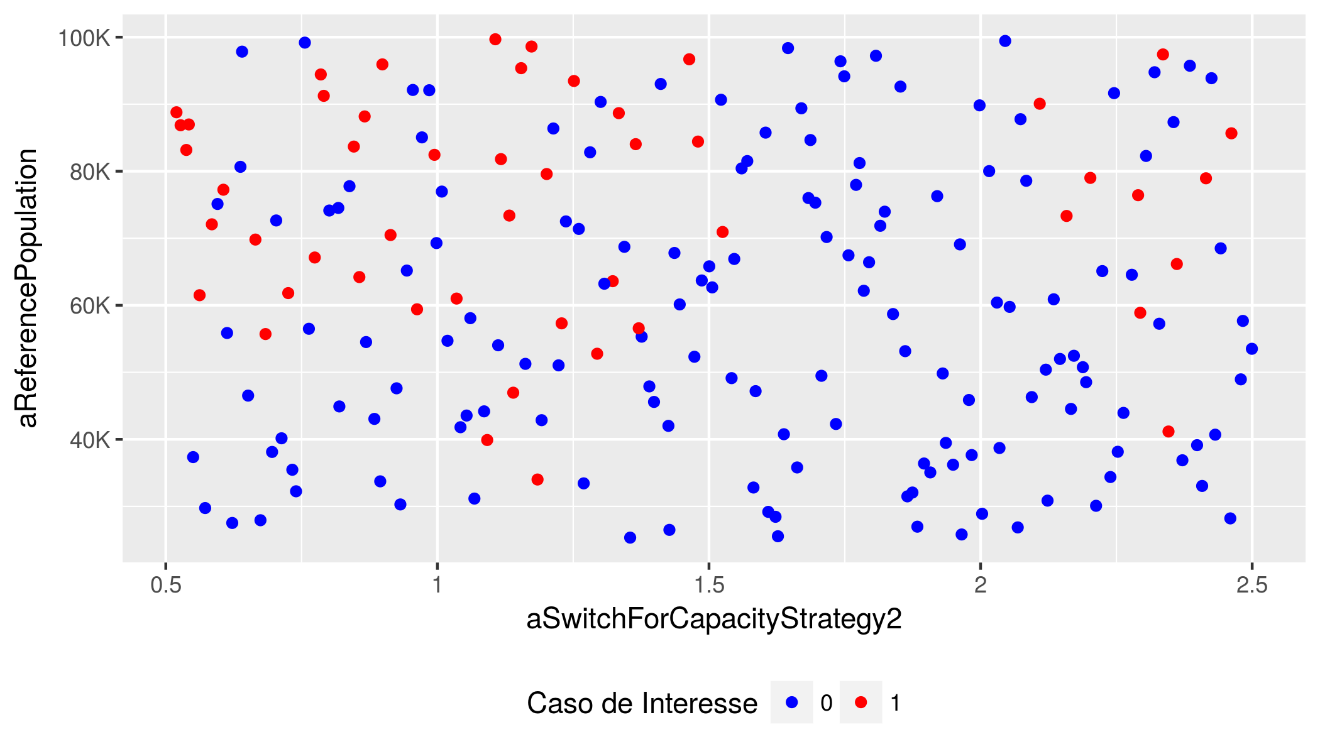 100K
80K
60K
40K
aReferencePopulation
0.5 1 1.5 2 2.5
aSwitchForCapacityStrategy2
Caso de Interesse 0 1